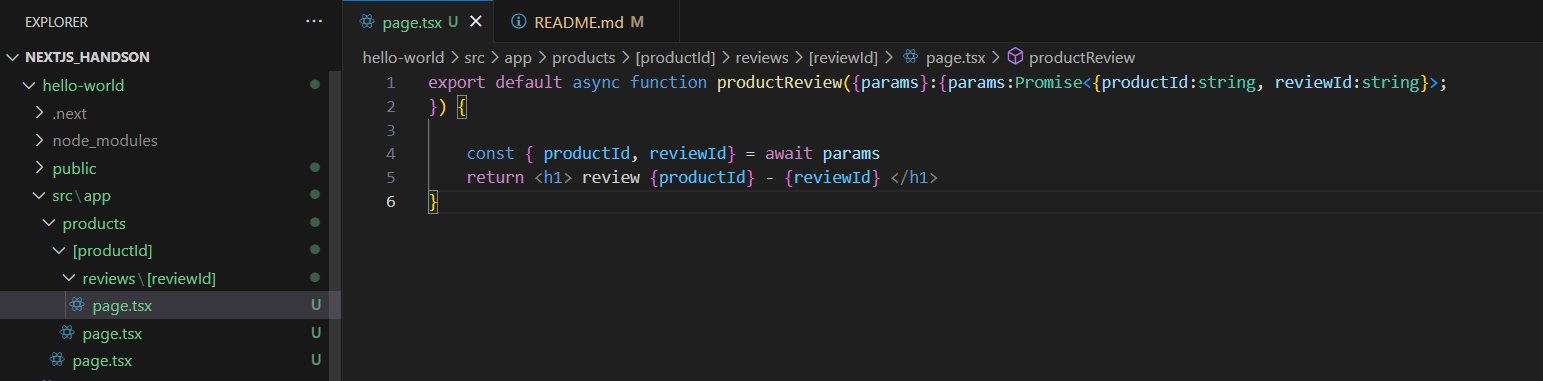 EXPLORER ...
NEXTJS_HANDSON
hello-world
.next
node_modules
public
src\app
products
[productId]
reviews\[reviewId]
page.tsx U
page.tsx U
page.tsx U
page.tsx U
README.md M
hello-world > src > app > products > [productId] > reviews > [reviewId] > page.tsx > productReview
1 export default async function productReview({params}:{params:Promise<{productId:string, reviewId:string}>;
2 }) {
3
4 const { productId, reviewId} = await params
5 return <h1> review {productId} - {reviewId} </h1>
6 }